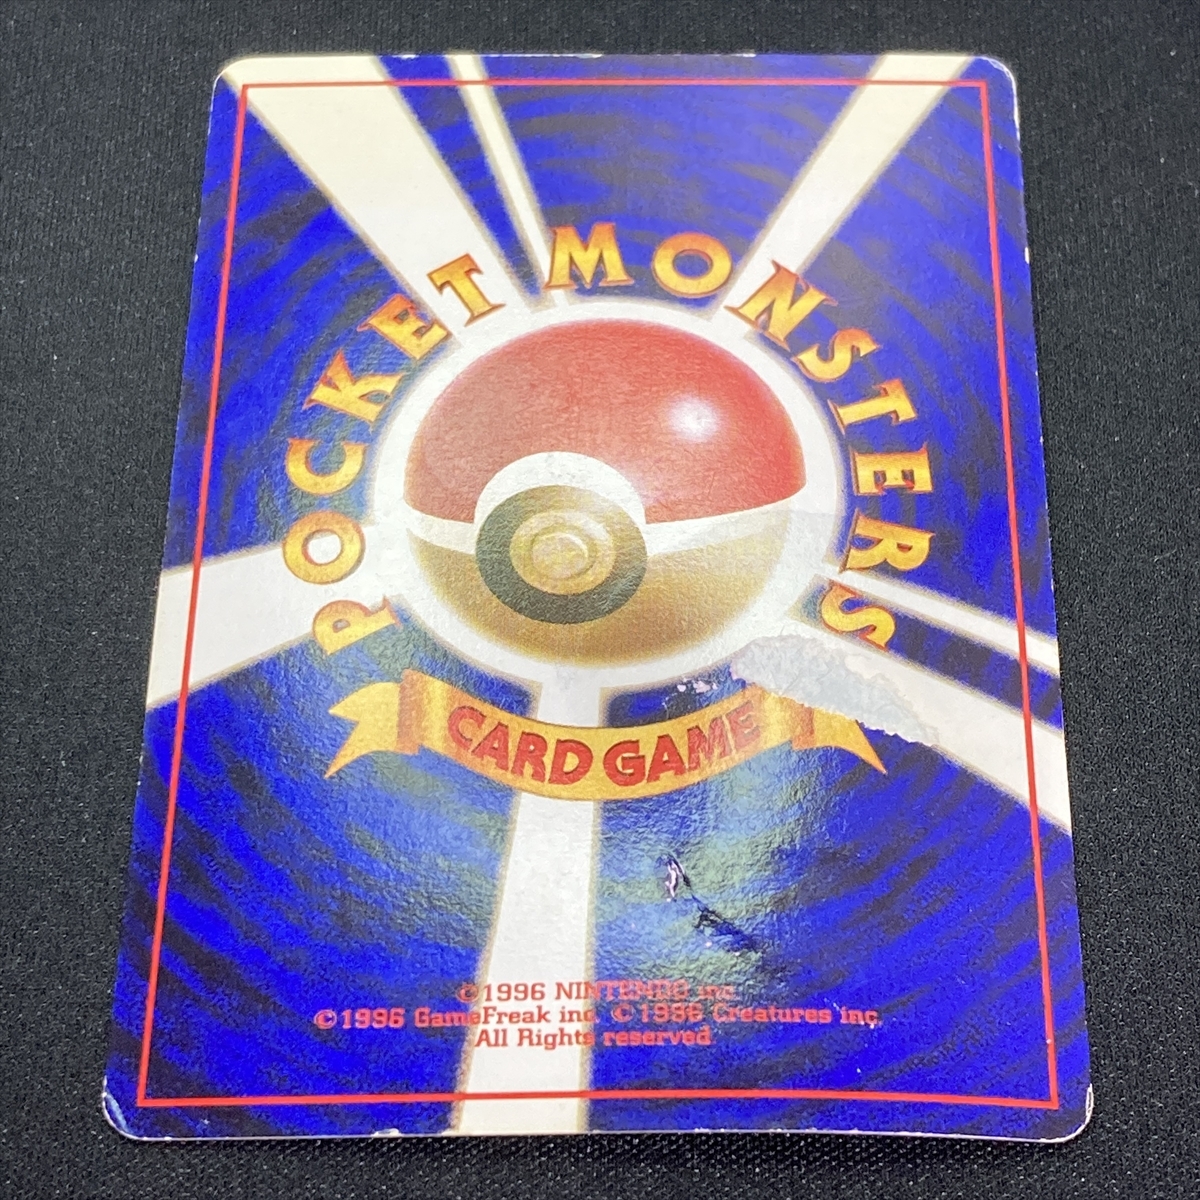 POCKET MONSTERS
CARD GAME
©1996 NINTENDO inc.
©1996 GameFreak inc. ©1996 Creatures inc.
All Rights reserved.